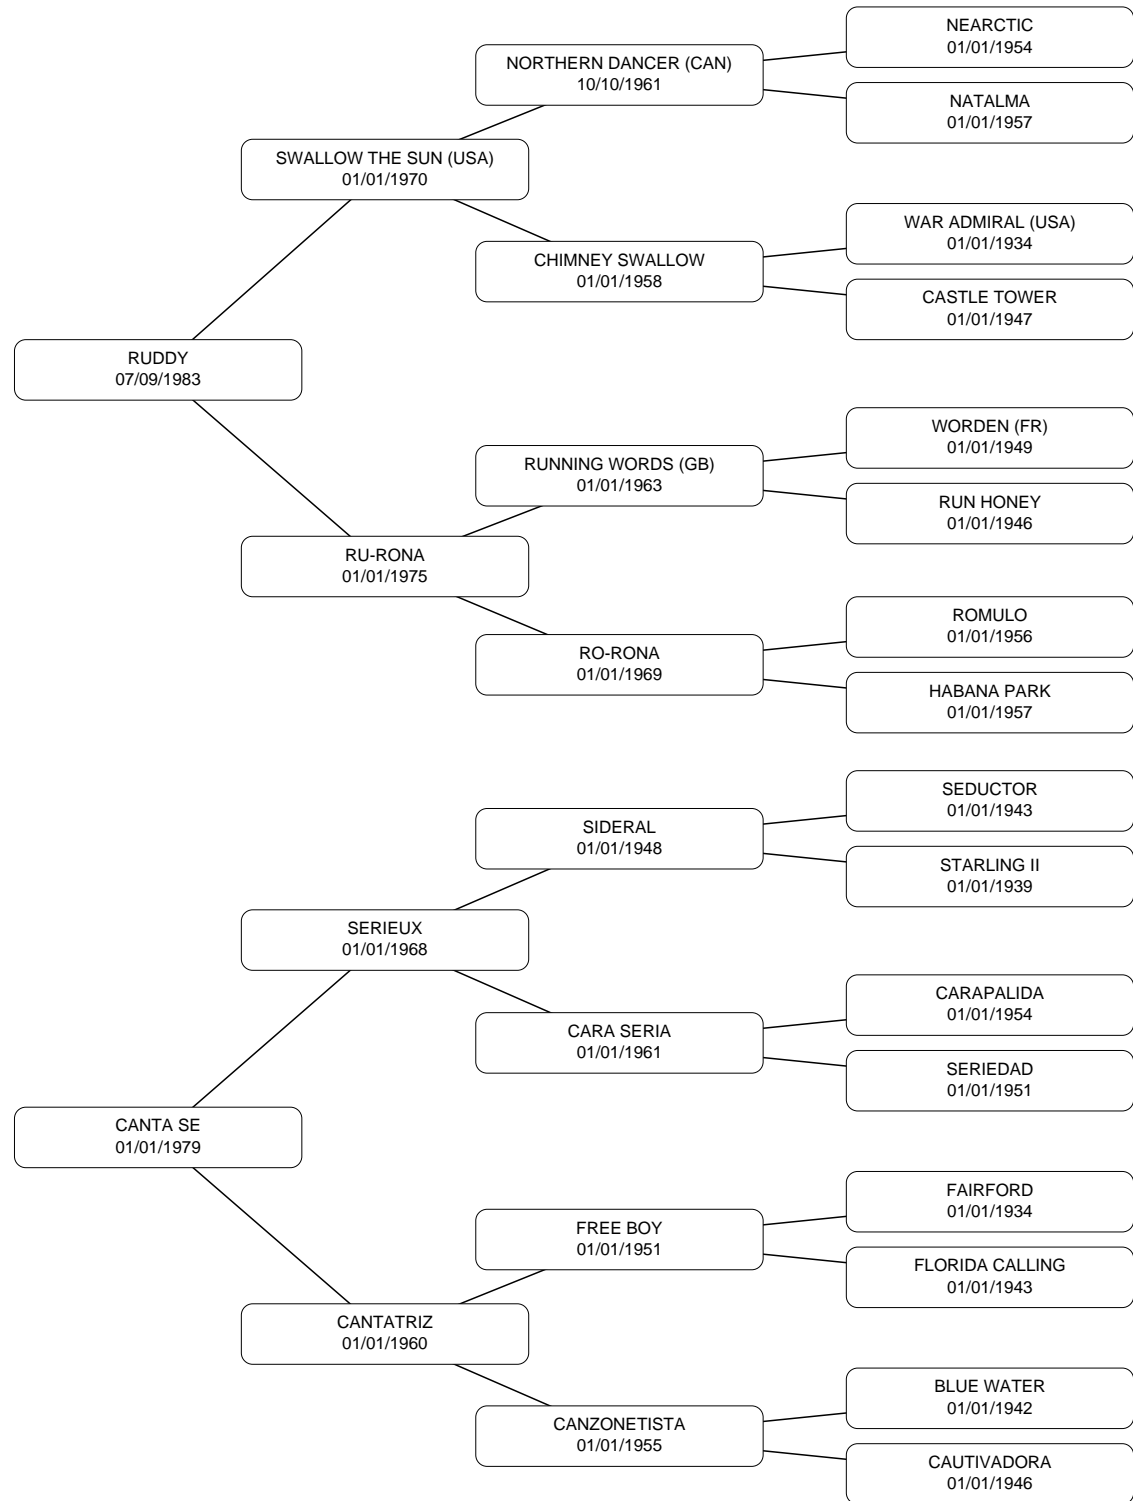 NEARCTIC
01/01/1954
NORTHERN DANCER (CAN)
10/10/1961
NATALMA
01/01/1957
SWALLOW THE SUN (USA)
01/01/1970
WAR ADMIRAL (USA)
01/01/1934
CHIMNEY SWALLOW
01/01/1958
CASTLE TOWER
01/01/1947
RUDDY
07/09/1983
WORDEN (FR)
01/01/1949
RUNNING WORDS (GB)
01/01/1963
RUN HONEY
01/01/1946
RU-RONA
01/01/1975
ROMULO
01/01/1956
RO-RONA
01/01/1969
HABANA PARK
01/01/1957
SEDUCTOR
01/01/1943
SIDERAL
01/01/1948
STARLING II
01/01/1939
SERIEUX
01/01/1968
CARAPALIDA
01/01/1954
CARA SERIA
01/01/1961
SERIEDAD
01/01/1951
CANTA SE
01/01/1979
FAIRFORD
01/01/1934
FREE BOY
01/01/1951
FLORIDA CALLING
01/01/1943
CANTATRIZ
01/01/1960
BLUE WATER
01/01/1942
CANZONETISTA
01/01/1955
CAUTIVADORA
01/01/1946